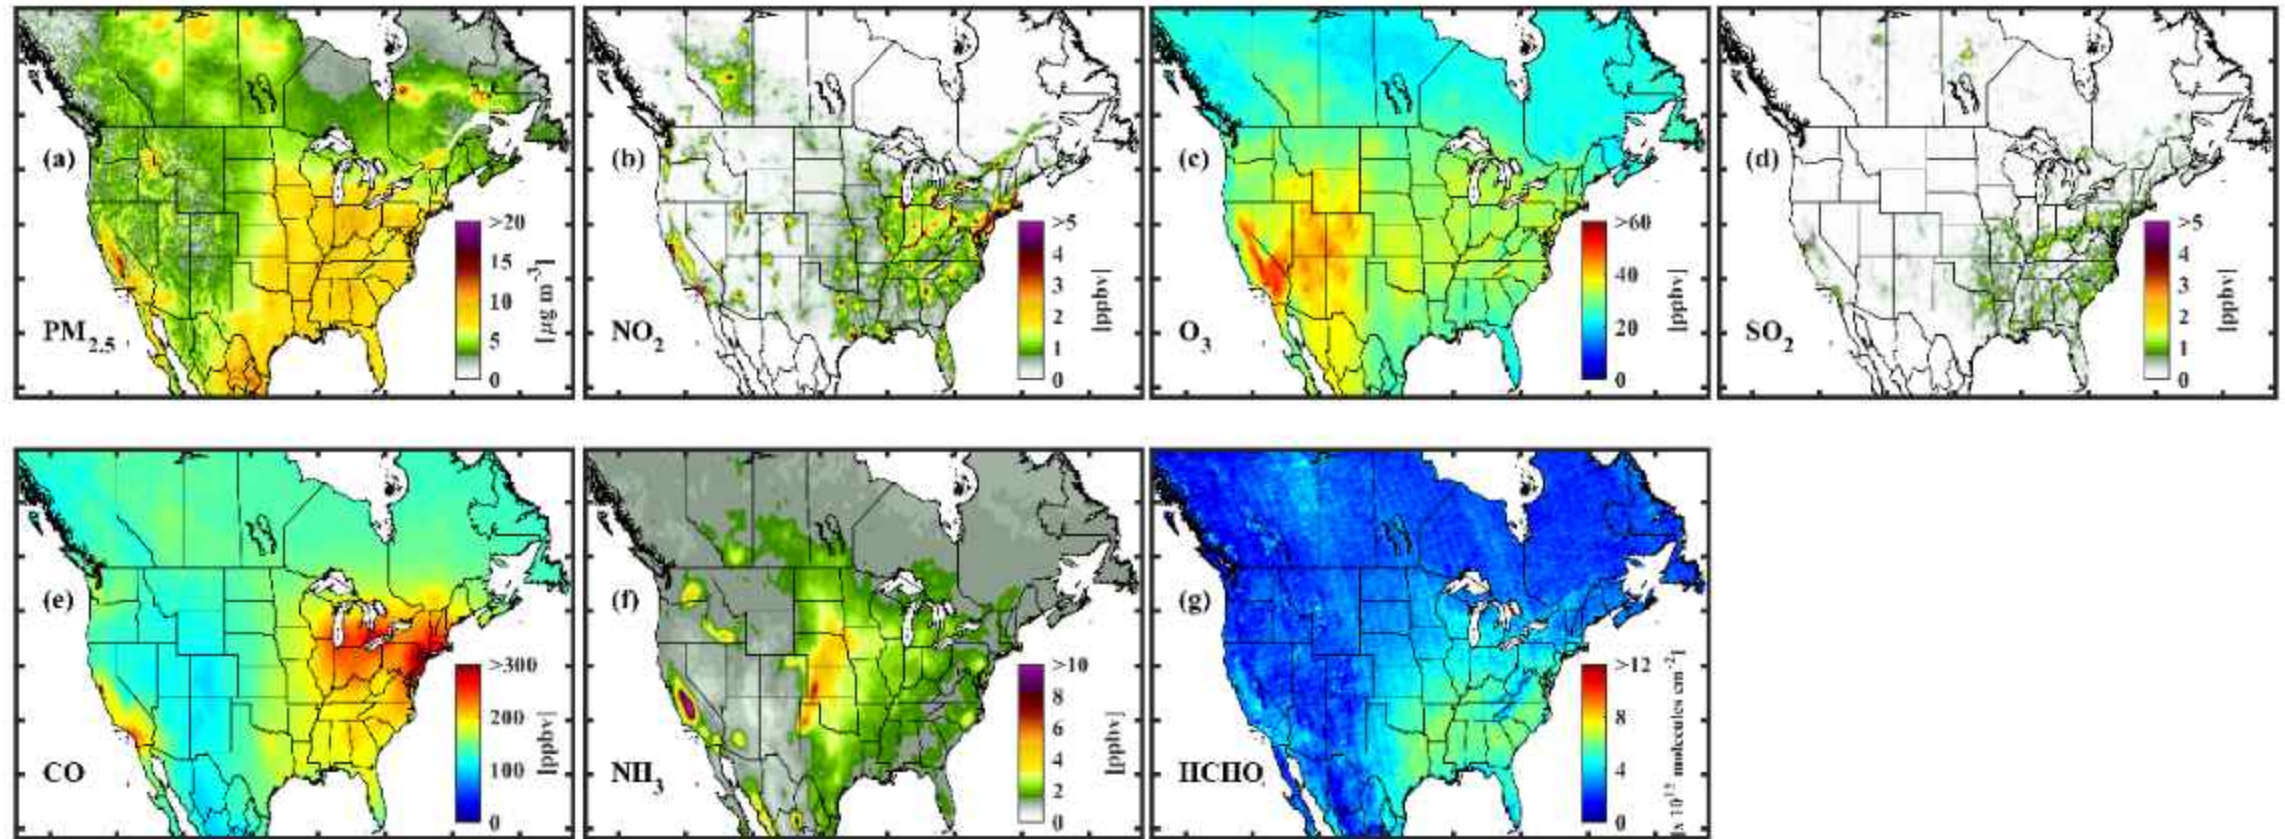 (a)
PM2.5
>20
15
10
5
0
[µg m-3]
(b)
NO2
>5
4
3
2
1
0
[ppbv]
(c)
O3
>60
40
20
0
[ppbv]
(d)
SO2
>5
4
3
2
1
0
[ppbv]
(e)
CO
>300
200
100
0
[ppbv]
(f)
NH3
>10
8
6
4
2
0
[ppbv]
(g)
HCHO
>12
8
4
0
[x 10^15 molecules cm-2]